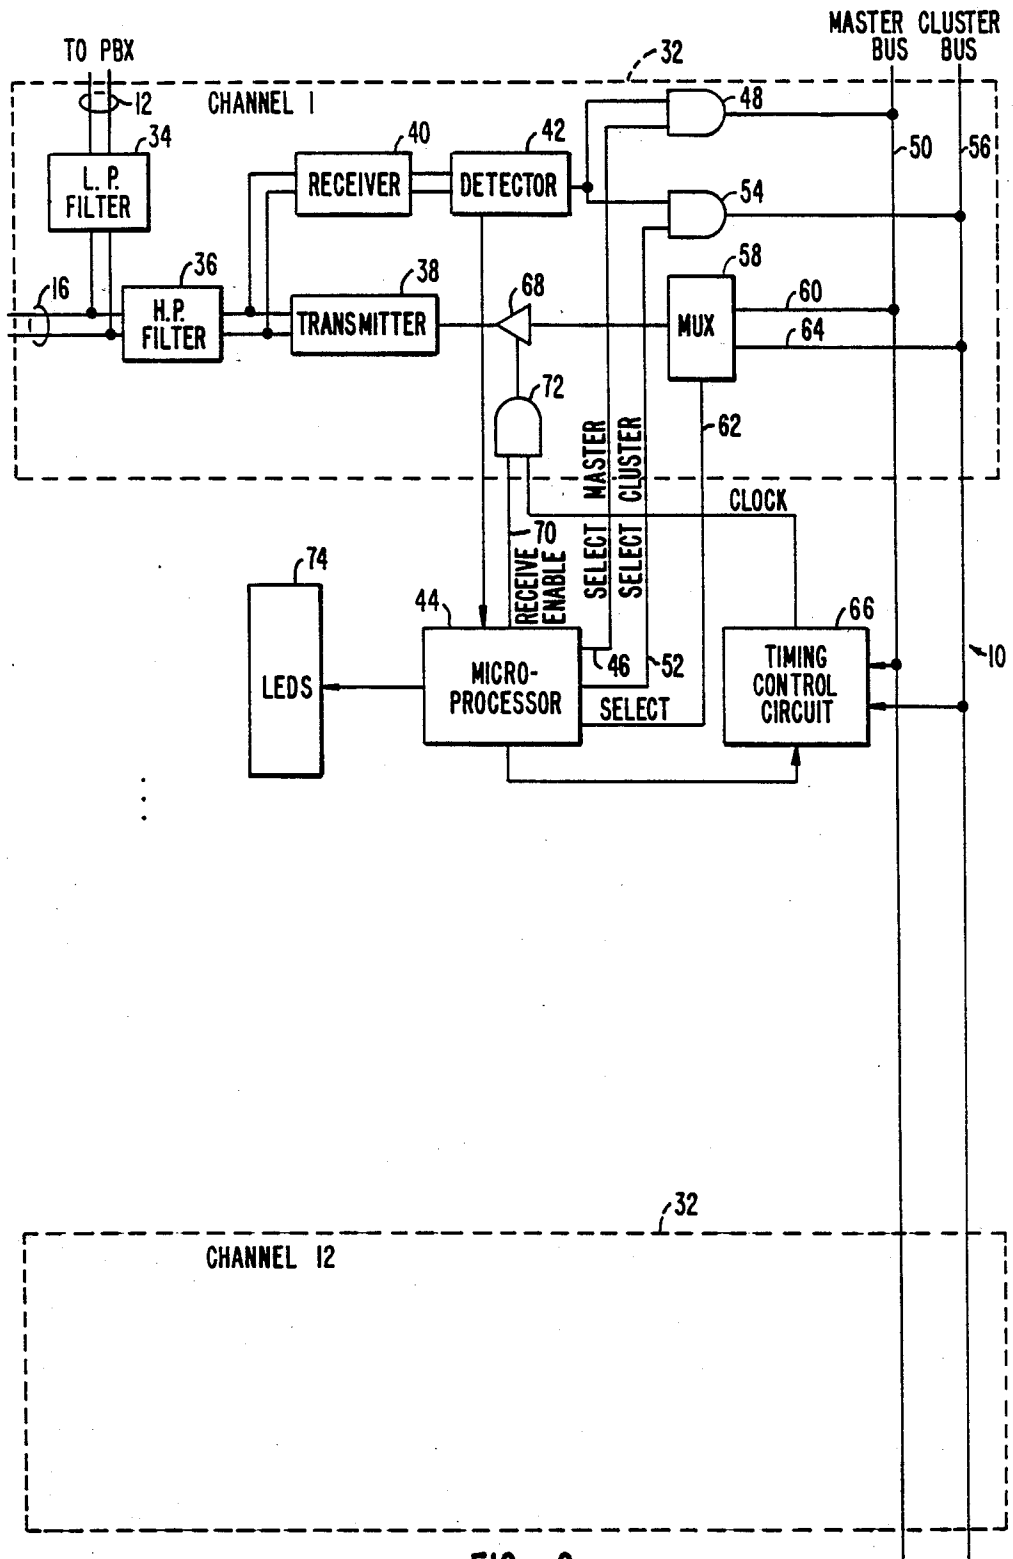 MASTER CLUSTER
BUS BUS
TO PBX
32
12
CHANNEL 1
48
34
40
42
50
56
L. P.
FILTER
RECEIVER
DETECTOR
54
16
36
38
68
58
60
H.P.
FILTER
TRANSMITTER
MUX
64
72
62
SELECT MASTER
SELECT CLUSTER
CLOCK
70
RECEIVE
ENABLE
74
44
66
LEDS
MICRO-
PROCESSOR
46
52
SELECT
TIMING
CONTROL
CIRCUIT
10
32
CHANNEL 12